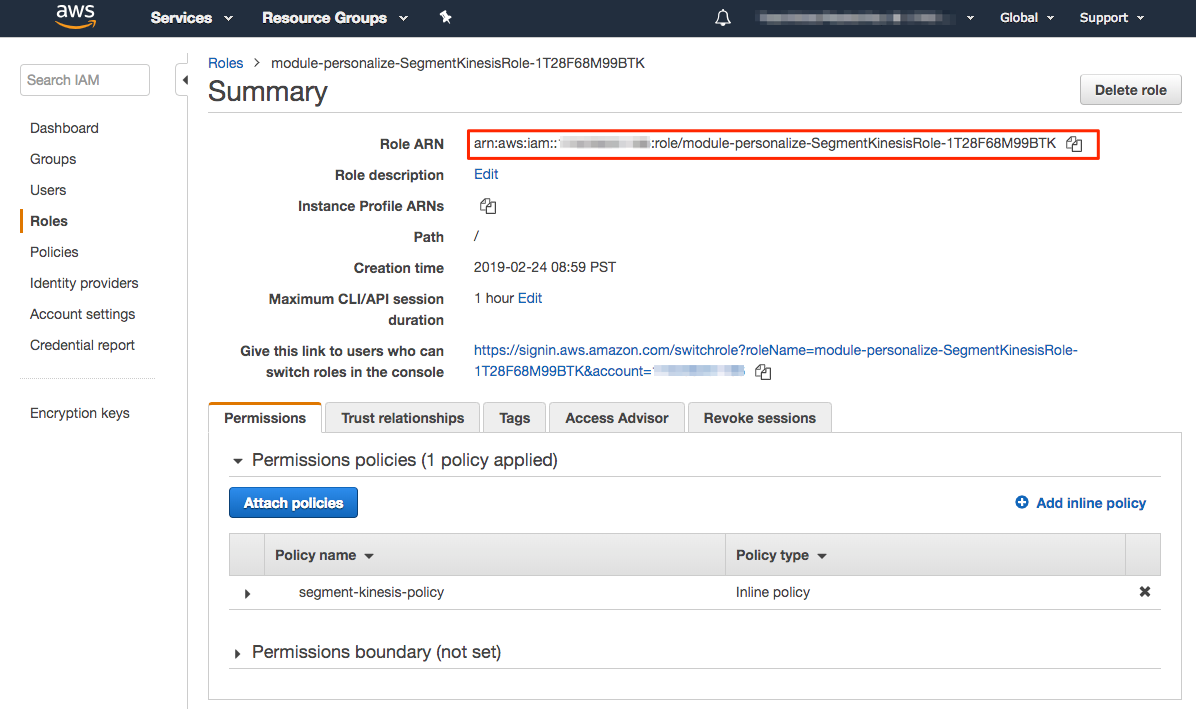 aws Services Resource Groups Global Support
Search IAM
Dashboard
Groups
Users
Roles
Policies
Identity providers
Account settings
Credential report
Encryption keys
Roles > module-personalize-SegmentKinesisRole-1T28F68M99BTK
Summary
Delete role
Role ARN arn:aws:iam:: :role/module-personalize-SegmentKinesisRole-1T28F68M99BTK
Role description Edit
Instance Profile ARNs
Path /
Creation time 2019-02-24 08:59 PST
Maximum CLI/API session
duration
1 hour Edit
Give this link to users who can
switch roles in the console
https://signin.aws.amazon.com/switchrole?roleName=module-personalize-SegmentKinesisRole-
1T28F68M99BTK&account=
Permissions Trust relationships Tags Access Advisor Revoke sessions
Permissions policies (1 policy applied)
Attach policies
Add inline policy
Policy name Policy type
segment-kinesis-policy Inline policy
Permissions boundary (not set)